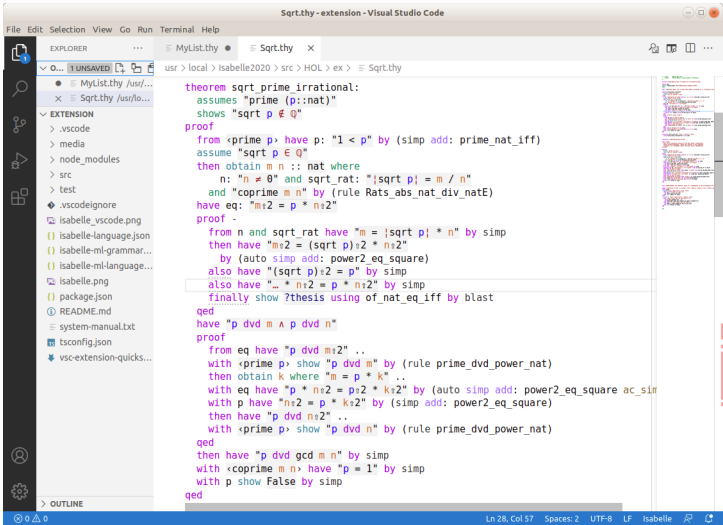 Sqrt.thy - extension - Visual Studio Code
File Edit Selection View Go Run Terminal Help
EXPLORER
MyList.thy
Sqrt.thy
O... 1 UNSAVED
usr > local > Isabelle2020 > src > HOL > ex > Sqrt.thy
MyList.thy /usr/...
Sqrt.thy /usr/lo...
EXTENSION
.vscode
media
node_modules
src
test
.vscodeignore
isabelle_vscode.png
isabelle-language.json
isabelle-ml-grammar...
isabelle-ml-language...
isabelle.png
package.json
README.md
system-manual.txt
tsconfig.json
vsc-extension-quicks...
OUTLINE
theorem sqrt_prime_irrational:
assumes "prime (p::nat)"
shows "sqrt p ∉ ℚ"
proof
from ‹prime p› have p: "1 < p" by (simp add: prime_nat_iff)
assume "sqrt p ∈ ℚ"
then obtain m n :: nat where
n: "n ≠ 0" and sqrt_rat: "¦sqrt p¦ = m / n"
and "coprime m n" by (rule Rats_abs_nat_div_natE)
have eq: "m⇧2 = p * n⇧2"
proof -
from n and sqrt_rat have "m = ¦sqrt p¦ * n" by simp
then have "m⇧2 = (sqrt p)⇧2 * n⇧2"
by (auto simp add: power2_eq_square)
also have "(sqrt p)⇧2 = p" by simp
also have "… * n⇧2 = p * n⇧2" by simp
finally show ?thesis using of_nat_eq_iff by blast
qed
have "p dvd m ∧ p dvd n"
proof
from eq have "p dvd m⇧2" ..
with ‹prime p› show "p dvd m" by (rule prime_dvd_power_nat)
then obtain k where "m = p * k" ..
with eq have "p * n⇧2 = p⇧2 * k⇧2" by (auto simp add: power2_eq_square ac_sim
with p have "n⇧2 = p * k⇧2" by (simp add: power2_eq_square)
then have "p dvd n⇧2" ..
with ‹prime p› show "p dvd n" by (rule prime_dvd_power_nat)
qed
then have "p dvd gcd m n" by simp
with ‹coprime m n› have "p = 1" by simp
with p show False by simp
qed
0 0
Ln 28, Col 57 Spaces: 2 UTF-8 LF Isabelle